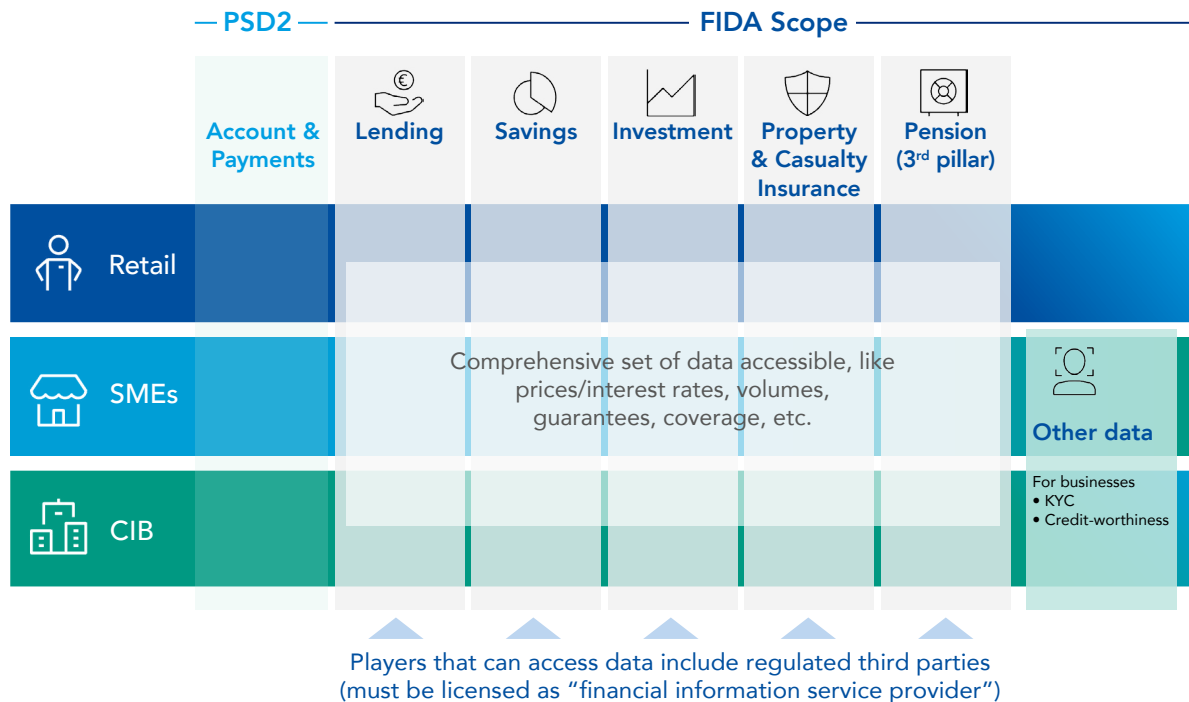 PSD2
FIDA Scope
Account &
Payments
Lending
Savings
Investment
Property
& Casualty
Insurance
Pension
(3rd pillar)
Retail
SMEs
CIB
Comprehensive set of data accessible, like
prices/interest rates, volumes,
guarantees, coverage, etc.
Other data
For businesses
• KYC
• Credit-worthiness
Players that can access data include regulated third parties
(must be licensed as “financial information service provider”)